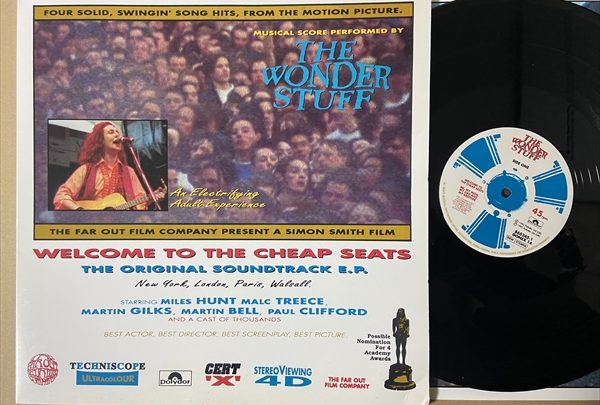 FOUR SOLID, SWINGIN' SONG HITS, FROM THE MOTION PICTURE.
MUSICAL SCORE PERFORMED BY
THE
WONDER
STUFF
An Electrifying
Adult Experience
THE FAR OUT FILM COMPANY PRESENT A SIMON SMITH FILM
WELCOME TO THE CHEAP SEATS
THE ORIGINAL SOUNDTRACK E.P.
New York, London, Paris, Walsall.
STARRING MILES HUNT MALC TREECE,
MARTIN GILKS, MARTIN BELL, PAUL CLIFFORD
AND A CAST OF THOUSANDS
BEST ACTOR, BEST DIRECTOR, BEST SCREENPLAY, BEST PICTURE.
Possible
Nomination
For 4
Academy
Awards
TECHNISCOPE
ULTRACOLOUR
Polydor
CERT
'X'
STEREOVIEWING
4-D
THE FAR OUT
FILM COMPANY
THE
WONDER
STUFF
SIDE ONE
45